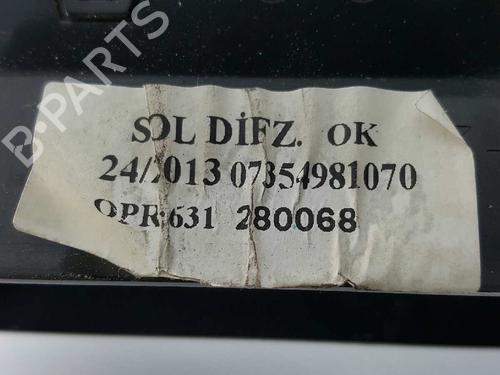 SOL DİFZ. OK
24/2013 07354981070
OPR:631 280068
B-PARTS